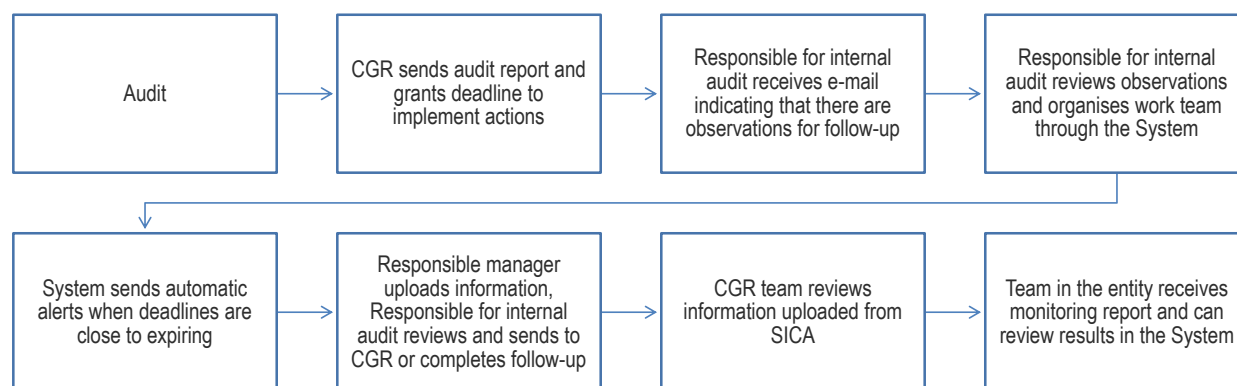 Audit
CGR sends audit report and
grants deadline to
implement actions
Responsible for internal
audit receives e-mail
indicating that there are
observations for follow-up
Responsible for internal
audit reviews observations
and organises work team
through the System
System sends automatic
alerts when deadlines are
close to expiring
Responsible manager
uploads information,
Responsible for internal
audit reviews and sends to
CGR or completes follow-up
CGR team reviews
information uploaded from
SICA
Team in the entity receives
monitoring report and can
review results in the System